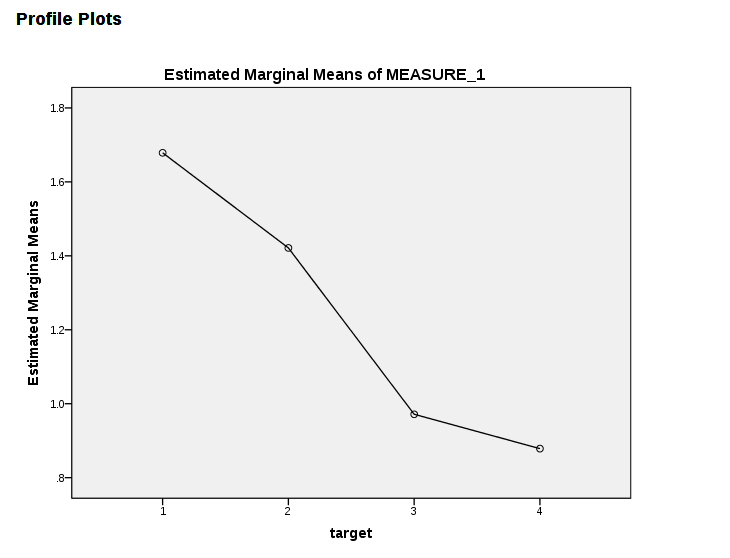 Profile Plots
Estimated Marginal Means of MEASURE_1
Estimated Marginal Means
1.8
1.6
1.4
1.2
1.0
.8
1 2 3 4
target